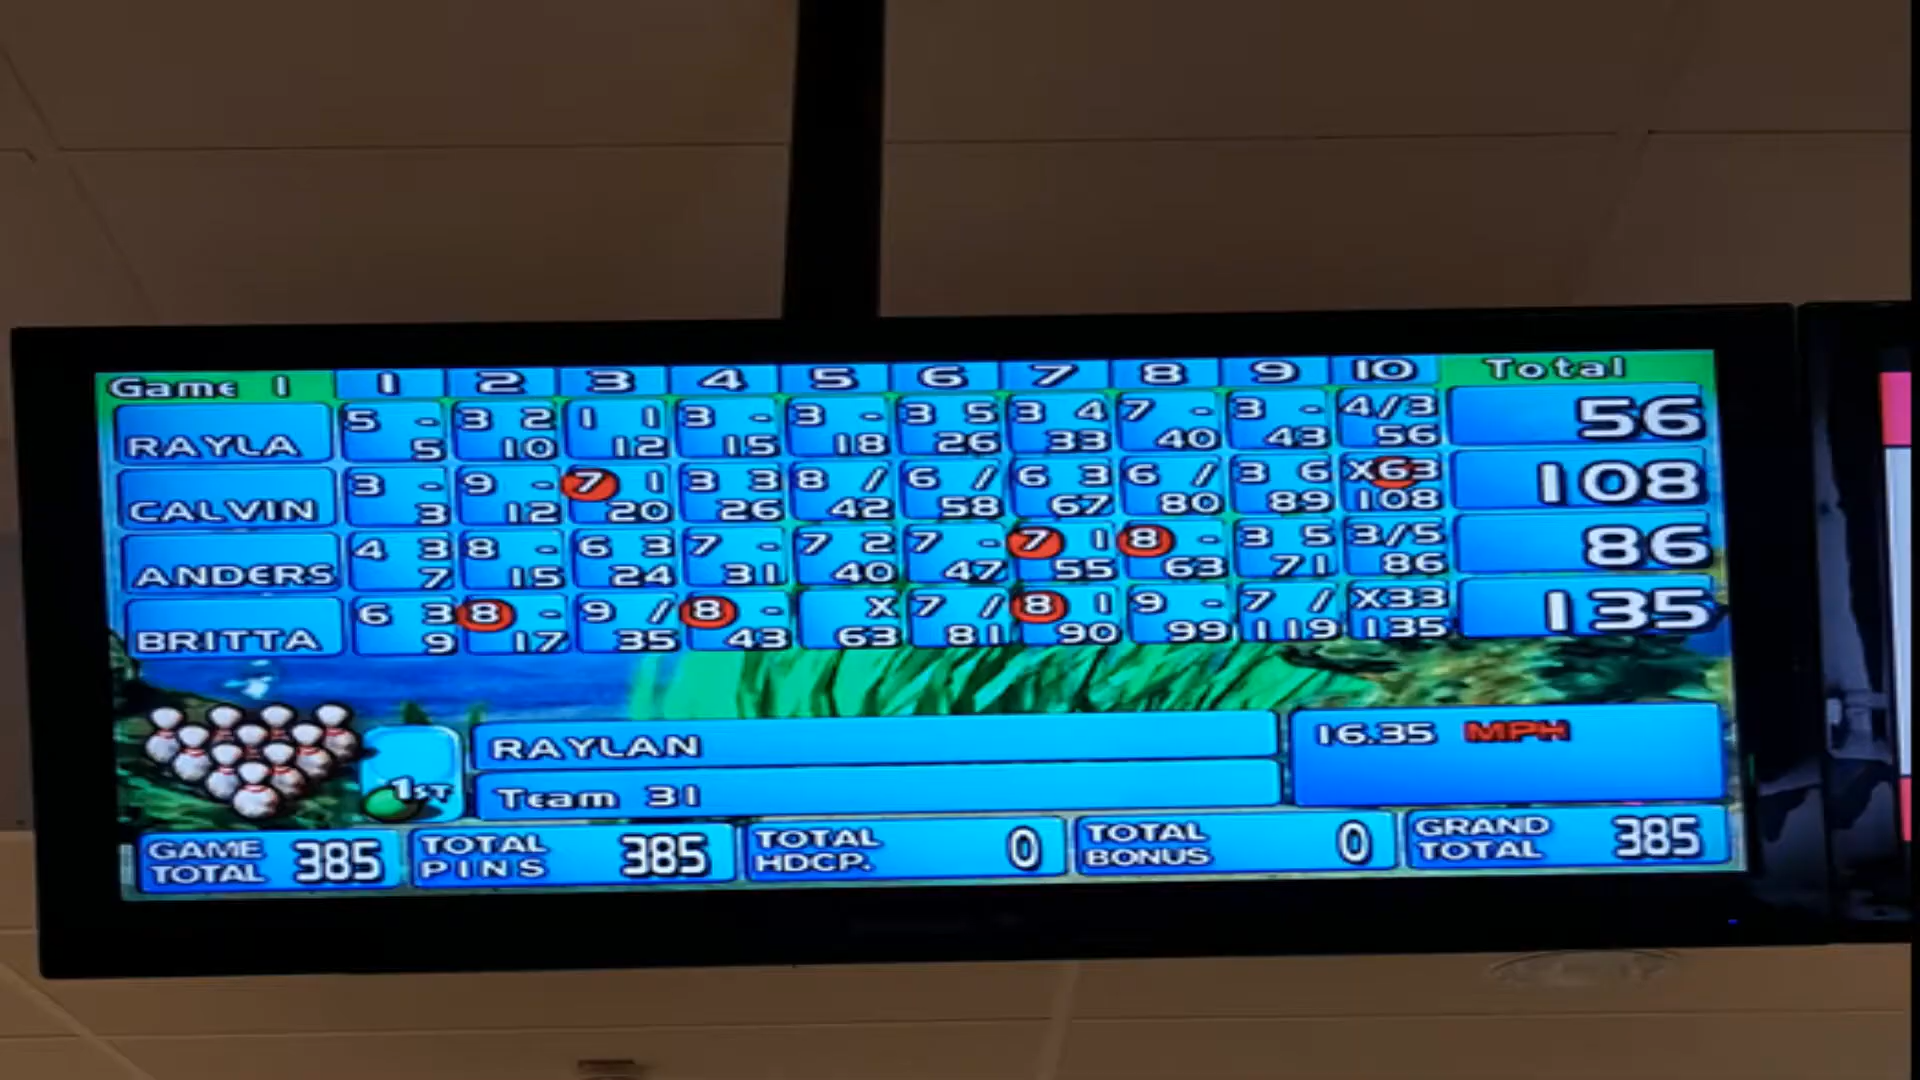 Game 1 1 2 3 4 5 6 7 8 9 10 Total
RAYLA 5 - 3 2 1 1 3 - 3 - 3 5 3 4 7 - 3 - 4/3 56
5 10 12 15 18 26 33 40 43 56
CALVIN 3 - 9 - 7 1 3 3 8 / 6 / 6 3 6 / 3 6 X63 108
3 12 20 26 42 58 67 80 89 108
ANDERS 4 3 8 - 6 3 7 - 7 2 7 - 7 1 8 - 3 5 3/5 86
7 15 24 31 40 47 55 63 71 86
BRITTA 6 3 8 - 9 / 8 - X 7 / 8 1 9 - 7 / X33 135
9 17 35 43 63 81 90 99 119 135
RAYLAN
16.35 MPH
1ST
Team 31
GAME TOTAL 385
TOTAL PINS 385
TOTAL HDCP. 0
TOTAL BONUS 0
GRAND TOTAL 385